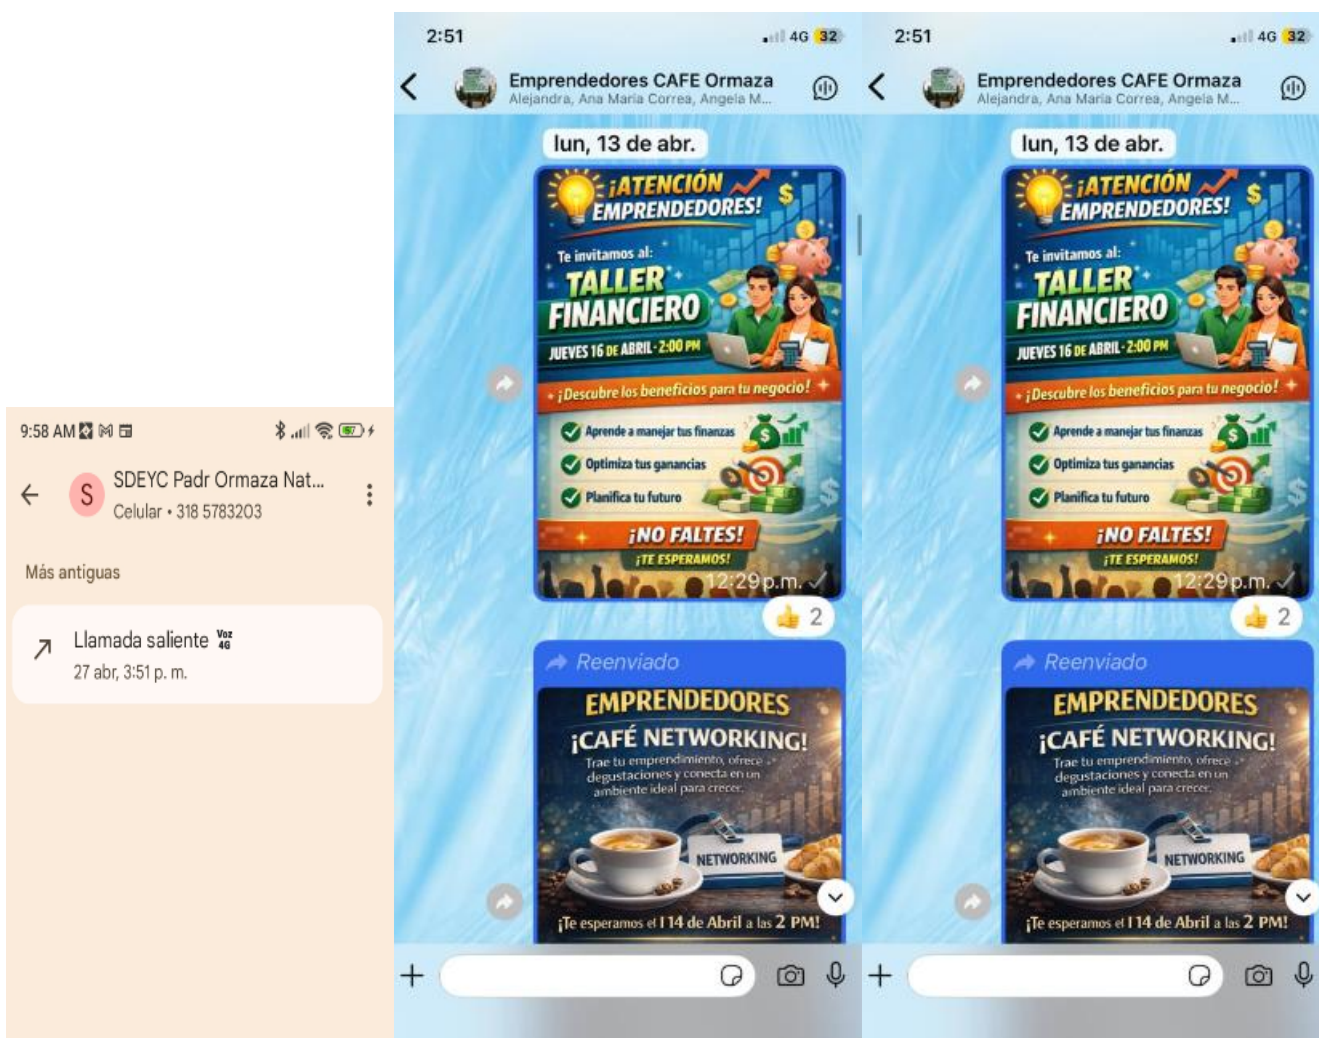 9:58 AM
67
SDEYC Padr Ormaza Nat...
Celular • 318 5783203
Más antiguas
Llamada saliente Voz 4G
27 abr, 3:51 p. m.
2:51
4G 32
Emprendedores CAFE Ormaza
Alejandra, Ana Maria Correa, Angela M...
lun, 13 de abr.
¡ATENCIÓN
EMPRENDEDORES!
Te invitamos al:
TALLER
FINANCIERO
JUEVES 16 DE ABRIL - 2:00 PM
¡Descubre los beneficios para tu negocio!
Aprende a manejar tus finanzas
Optimiza tus ganancias
Planifica tu futuro
¡NO FALTES!
¡TE ESPERAMOS!
12:29 p.m.
2
Reenviado
EMPRENDEDORES
¡CAFÉ NETWORKING!
Trae tu emprendimiento, ofrece
degustaciones y conecta en un
ambiente ideal para crecer.
NETWORKING
¡Te esperamos el l 14 de Abril a las 2 PM!
2:51
4G 32
Emprendedores CAFE Ormaza
Alejandra, Ana Maria Correa, Angela M...
lun, 13 de abr.
¡ATENCIÓN
EMPRENDEDORES!
Te invitamos al:
TALLER
FINANCIERO
JUEVES 16 DE ABRIL - 2:00 PM
¡Descubre los beneficios para tu negocio!
Aprende a manejar tus finanzas
Optimiza tus ganancias
Planifica tu futuro
¡NO FALTES!
¡TE ESPERAMOS!
12:29 p.m.
2
Reenviado
EMPRENDEDORES
¡CAFÉ NETWORKING!
Trae tu emprendimiento, ofrece
degustaciones y conecta en un
ambiente ideal para crecer.
NETWORKING
¡Te esperamos el l 14 de Abril a las 2 PM!